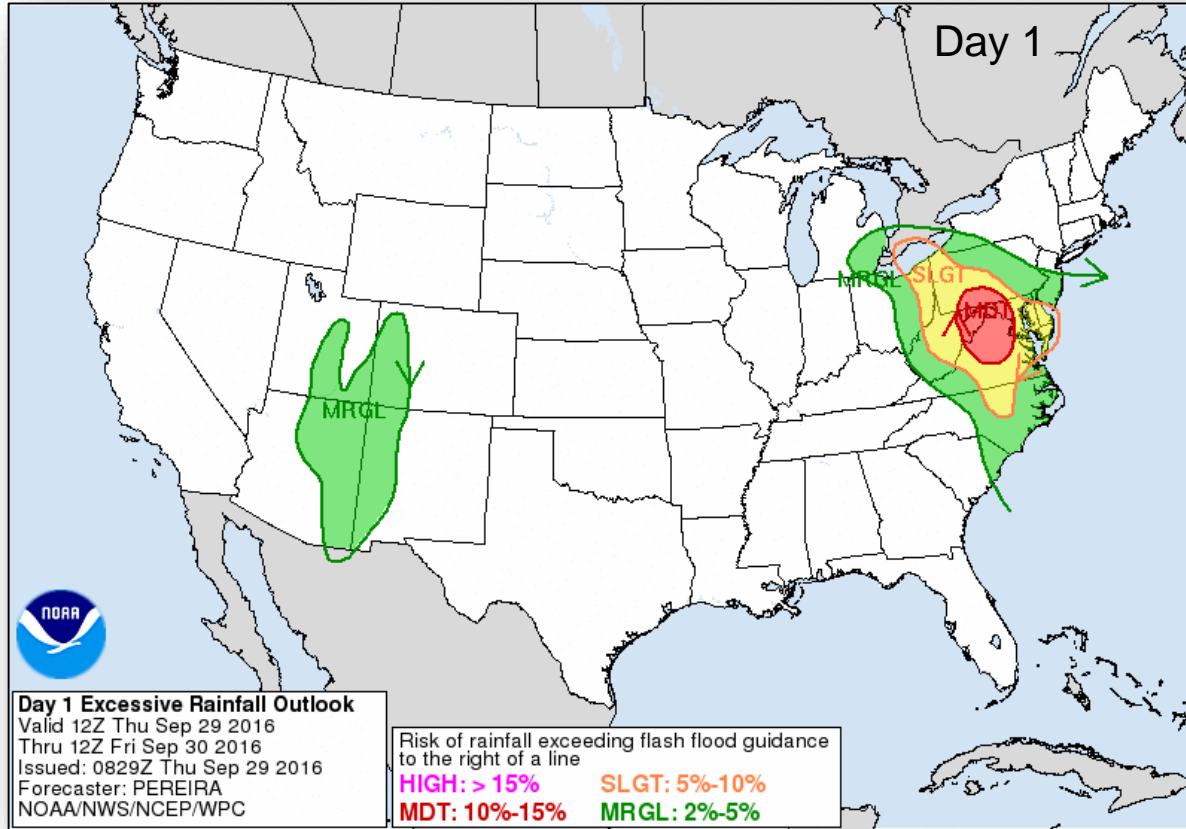 Day 1
MRGL
SLGT
MDT
MRGL
NOAA
Day 1 Excessive Rainfall Outlook
Valid 12Z Thu Sep 29 2016
Thru 12Z Fri Sep 30 2016
Issued: 0829Z Thu Sep 29 2016
Forecaster: PEREIRA
NOAA/NWS/NCEP/WPC
Risk of rainfall exceeding flash flood guidance
to the right of a line
HIGH: > 15% SLGT: 5%-10%
MDT: 10%-15% MRGL: 2%-5%